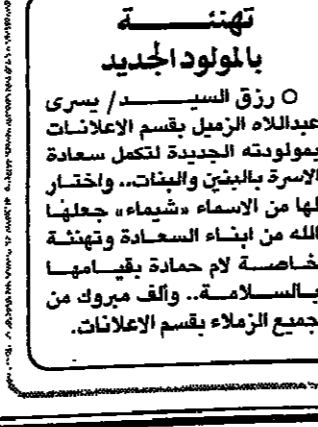 تهنئة
بالمولود الجديد
○ رزق السيد/ يسرى
عبداللاه الزميل بقسم الاعلانات
بمولودته الجديدة لتكمل سعادة
الاسرة بالبنين والبنات.. واختار
لها من الاسماء «شيماء» جعلها
الله من ابناء السعادة وتهنئة
خاصة لام حمادة بقيامها
بالسلامة.. وألف مبروك من
جميع الزملاء بقسم الاعلانات.